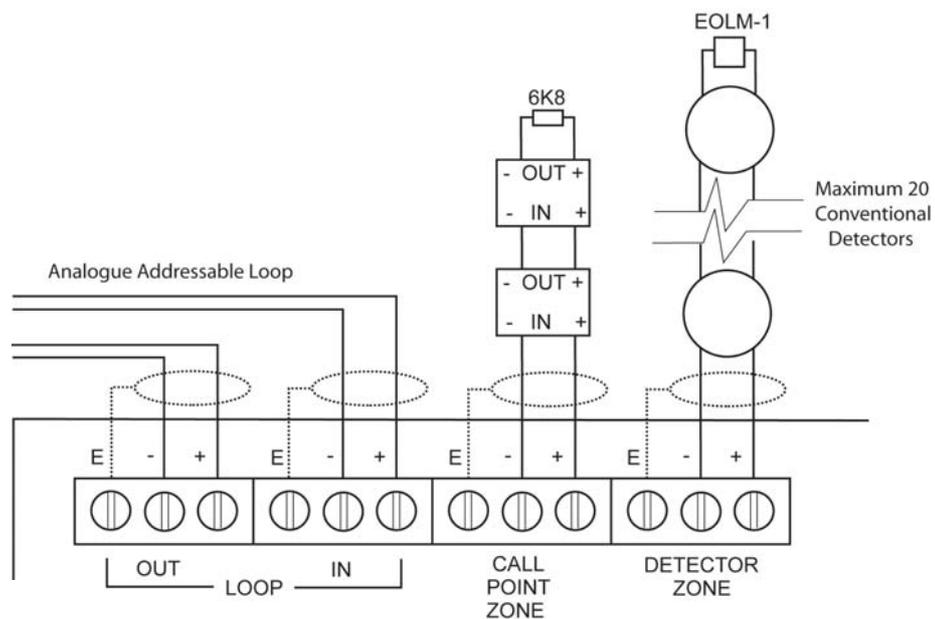 EOLM-1
6K8
- OUT +
- IN +
Maximum 20
Conventional
Detectors
Analogue Addressable Loop
- OUT +
- IN +
E - + E - + E - + E - +
OUT IN
LOOP
CALL
POINT
ZONE
DETECTOR
ZONE